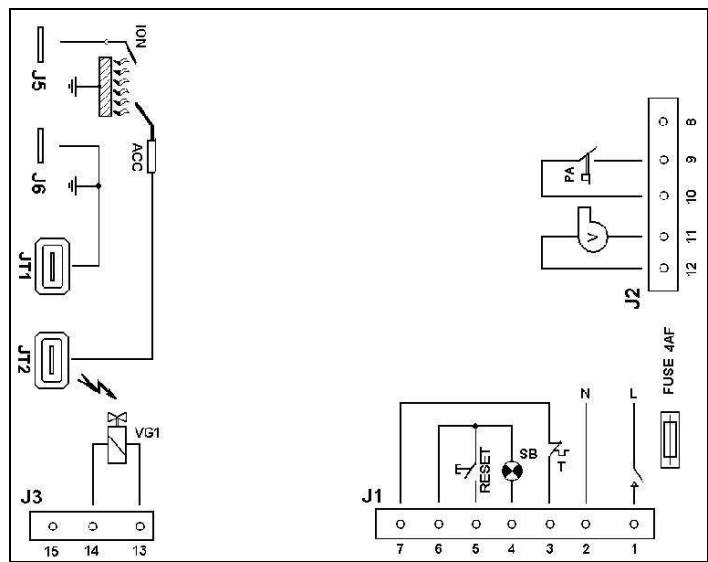 ION
J5
ACC
J6
JT1
JT2
VG1
J3
15 14 13
8
9
PA
10
V
11
12
J2
FUSE 4AF
N L
SB
RESET
T
J1
7 6 5 4 3 2 1